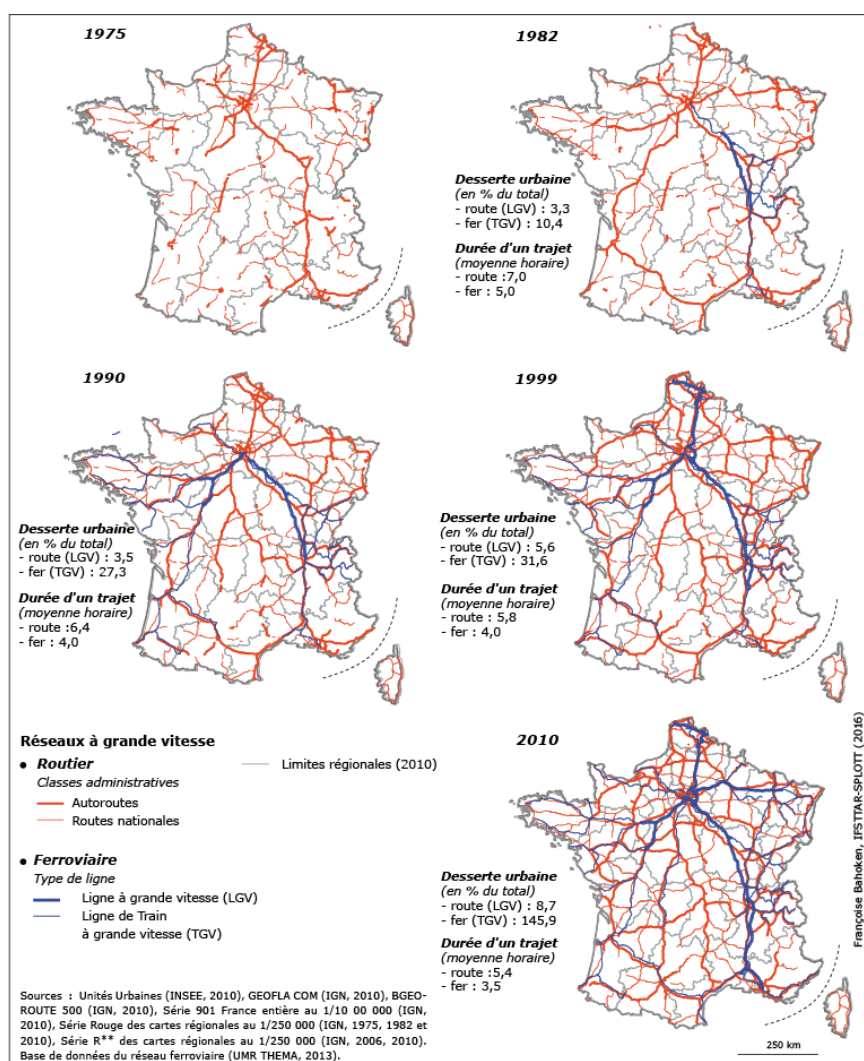 1975
1982
Desserte urbaine
(en % du total)
- route (LGV) : 3,3
- fer (TGV) : 10,4
Durée d'un trajet
(moyenne horaire)
- route :7,0
- fer : 5,0
1990
1999
Desserte urbaine
(en % du total)
- route (LGV) : 3,5
- fer (TGV) : 27,3
Durée d'un trajet
(moyenne horaire)
- route :6,4
- fer : 4,0
Desserte urbaine
(en % du total)
- route (LGV) : 5,6
- fer (TGV) : 31,6
Durée d'un trajet
(moyenne horaire)
- route : 5,8
- fer : 4,0
Réseaux à grande vitesse
• Routier
Classes administratives
Autoroutes
Routes nationales
Limites régionales (2010)
• Ferroviaire
Type de ligne
Ligne à grande vitesse (LGV)
Ligne de Train
à grande vitesse (TGV)
2010
Desserte urbaine
(en % du total)
- route (LGV) : 8,7
- fer (TGV) : 145,9
Durée d'un trajet
(moyenne horaire)
- route :5,4
- fer : 3,5
Françoise Bahoken, IFSTTAR-SPLOTT (2016)
Sources : Unités Urbaines (INSEE, 2010), GEOFLA COM (IGN, 2010), BGEO-
ROUTE 500 (IGN, 2010), Série 901 France entière au 1/10 00 000 (IGN,
2010), Série Rouge des cartes régionales au 1/250 000 (IGN, 1975, 1982 et
2010), Série R** des cartes régionales au 1/250 000 (IGN, 2006, 2010).
Base de données du réseau ferroviaire (UMR THEMA, 2013).
250 km